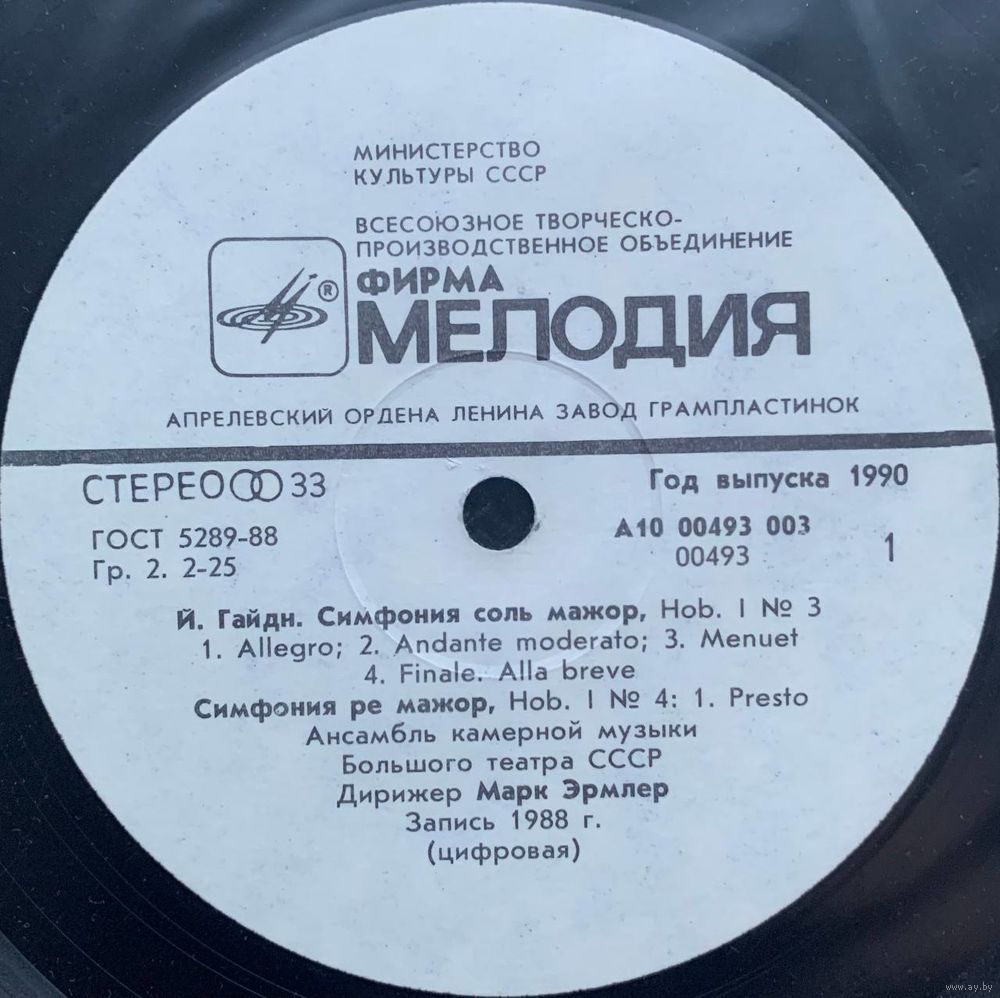 МИНИСТЕРСТВО
КУЛЬТУРЫ СССР
ВСЕСОЮЗНОЕ ТВОРЧЕСКО-
ПРОИЗВОДСТВЕННОЕ ОБЪЕДИНЕНИЕ
ФИРМА
®
МЕЛОДИЯ
АПРЕЛЕВСКИЙ ОРДЕНА ЛЕНИНА ЗАВОД ГРАМПЛАСТИНОК
СТЕРЕО 33
Год выпуска 1990
ГОСТ 5289-88
А10 00493 003
Гр. 2. 2-25
00493
1
Й. Гайдн. Симфония соль мажор, Hob. I № 3
1. Allegro; 2. Andante moderato; 3. Menuet
4. Finale. Alla breve
Симфония ре мажор, Hob. I № 4: 1. Presto
Ансамбль камерной музыки
Большого театра СССР
Дирижер Марк Эрмлер
Запись 1988 г.
(цифровая)
www.ay.by